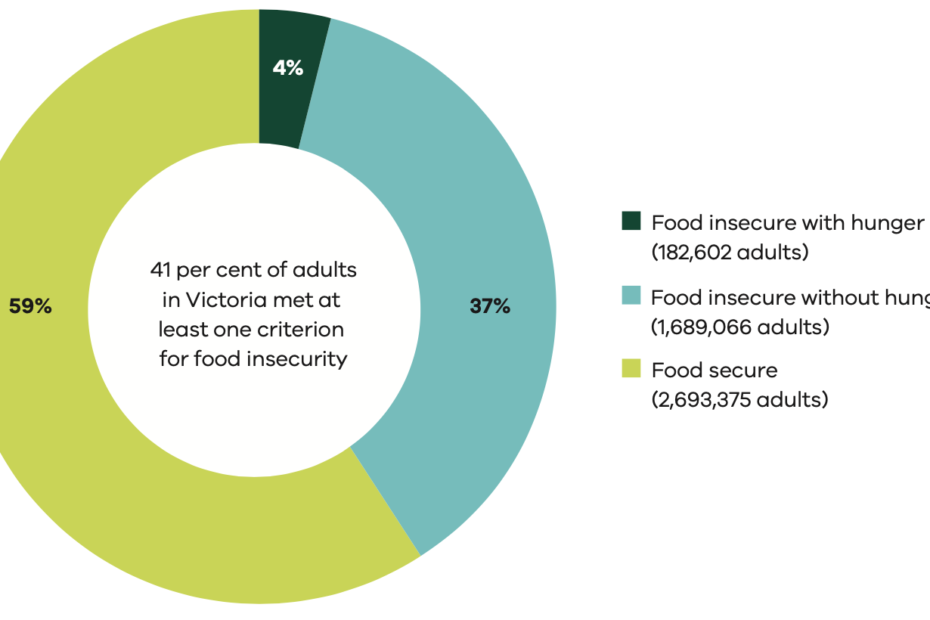 4%
41 per cent of adults
in Victoria met at
least one criterion
for food insecurity
59%
37%
Food insecure with hunger
(182,602 adults)
Food insecure without
(1,689,066 adults)
Food secure
(2,693,375 adults)